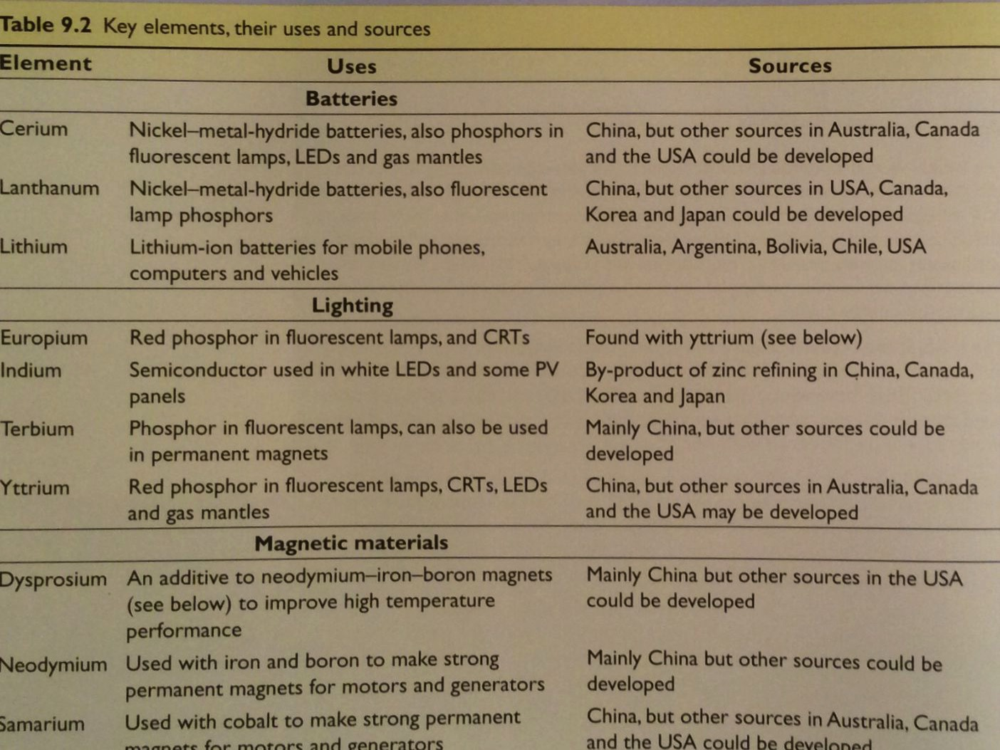 Table 9.2 Key elements, their uses and sources
Element Uses Sources
Batteries
Cerium Nickel–metal-hydride batteries, also phosphors in China, but other sources in Australia, Canada
fluorescent lamps, LEDs and gas mantles and the USA could be developed
Lanthanum Nickel–metal-hydride batteries, also fluorescent China, but other sources in USA, Canada,
lamp phosphors Korea and Japan could be developed
Lithium Lithium-ion batteries for mobile phones, Australia, Argentina, Bolivia, Chile, USA
computers and vehicles
Lighting
Europium Red phosphor in fluorescent lamps, and CRTs Found with yttrium (see below)
Indium Semiconductor used in white LEDs and some PV By-product of zinc refining in China, Canada,
panels Korea and Japan
Terbium Phosphor in fluorescent lamps, can also be used Mainly China, but other sources could be
in permanent magnets developed
Yttrium Red phosphor in fluorescent lamps, CRTs, LEDs China, but other sources in Australia, Canada
and gas mantles and the USA may be developed
Magnetic materials
Dysprosium An additive to neodymium–iron–boron magnets Mainly China but other sources in the USA
(see below) to improve high temperature could be developed
performance
Neodymium Used with iron and boron to make strong Mainly China but other sources could be
permanent magnets for motors and generators developed
Samarium Used with cobalt to make strong permanent China, but other sources in Australia, Canada
magnets for motors and generators and the USA could be developed